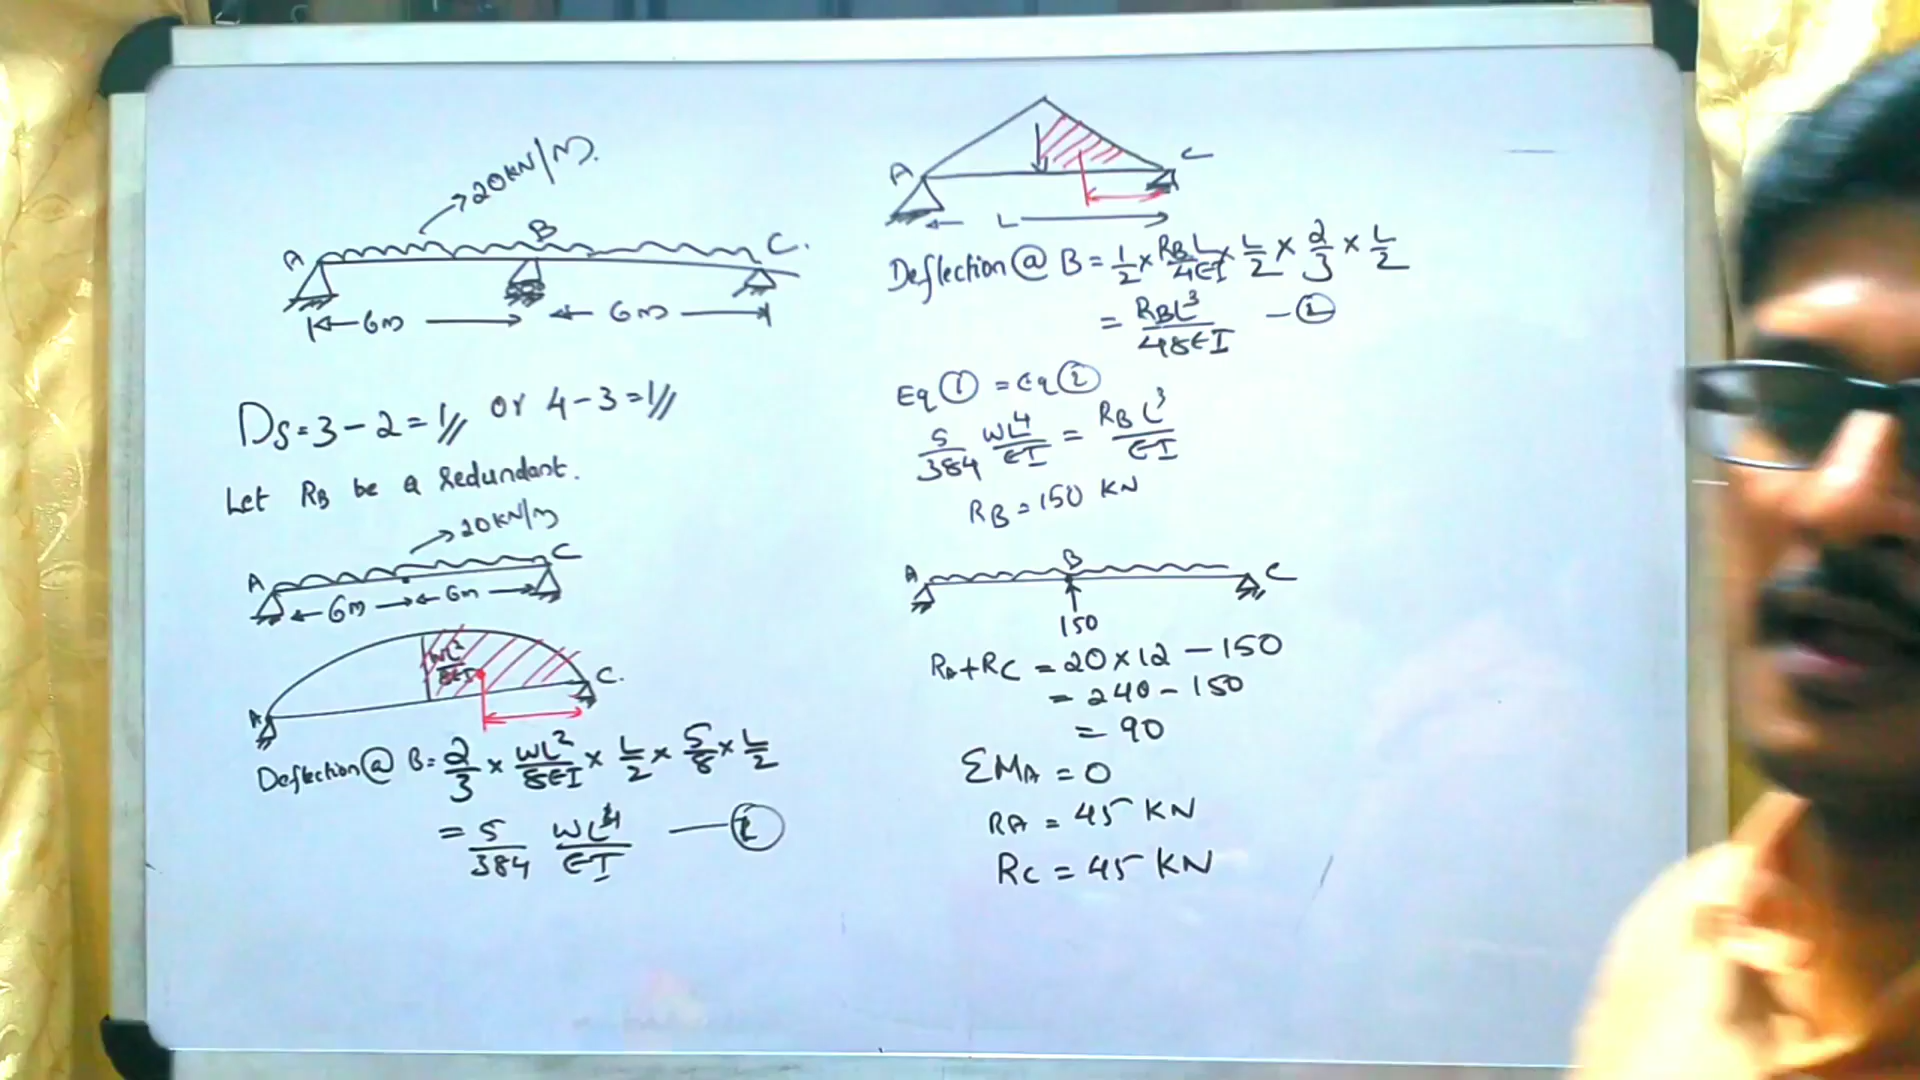 20KN/m.
A B C.
6m 6m
Ds = 3 - 2 = 1// or 4 - 3 = 1//
Let RB be a Redundant.
20KN/m
A C
6m 6m
WL²/8EI
A C.
Deflection @ B = 2/3 × WL²/8EI × L/2 × 5/8 × L/2
= 5/384 WL⁴/EI — ①
A C
L
Deflection @ B = 1/2 × RBL/4EI × L/2 × 2/3 × L/2
= RBL³/48EI — ②
Eq ① = Eq ②
5/384 WL⁴/EI = RB L³/EI
RB = 150 KN
A B C
150
RA + RC = 20 × 12 - 150
= 240 - 150
= 90
ΣMA = 0
RA = 45 KN
RC = 45 KN